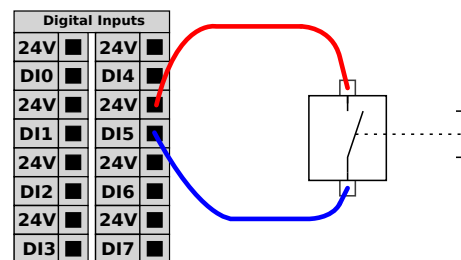 Digital Inputs
24V 24V
DI0 DI4
24V 24V
DI1 DI5
24V 24V
DI2 DI6
24V 24V
DI3 DI7